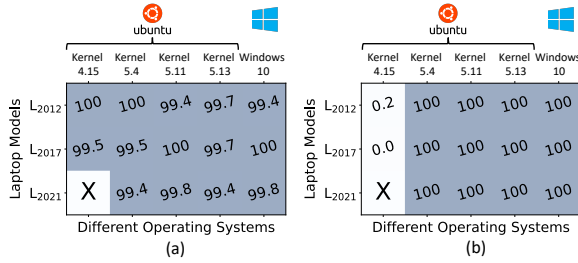 ubuntu
Kernel 4.15 Kernel 5.4 Kernel 5.11 Kernel 5.13 Windows 10
Laptop Models
L2012 100 100 99.4 99.7 99.4
L2017 99.5 99.5 100 99.7 100
L2021 X 99.4 99.8 99.4 99.8
Different Operating Systems
(a)
ubuntu
Kernel 4.15 Kernel 5.4 Kernel 5.11 Kernel 5.13 Windows 10
Laptop Models
L2012 0.2 100 100 100 100
L2017 0.0 100 100 100 100
L2021 X 100 100 100 100
Different Operating Systems
(b)